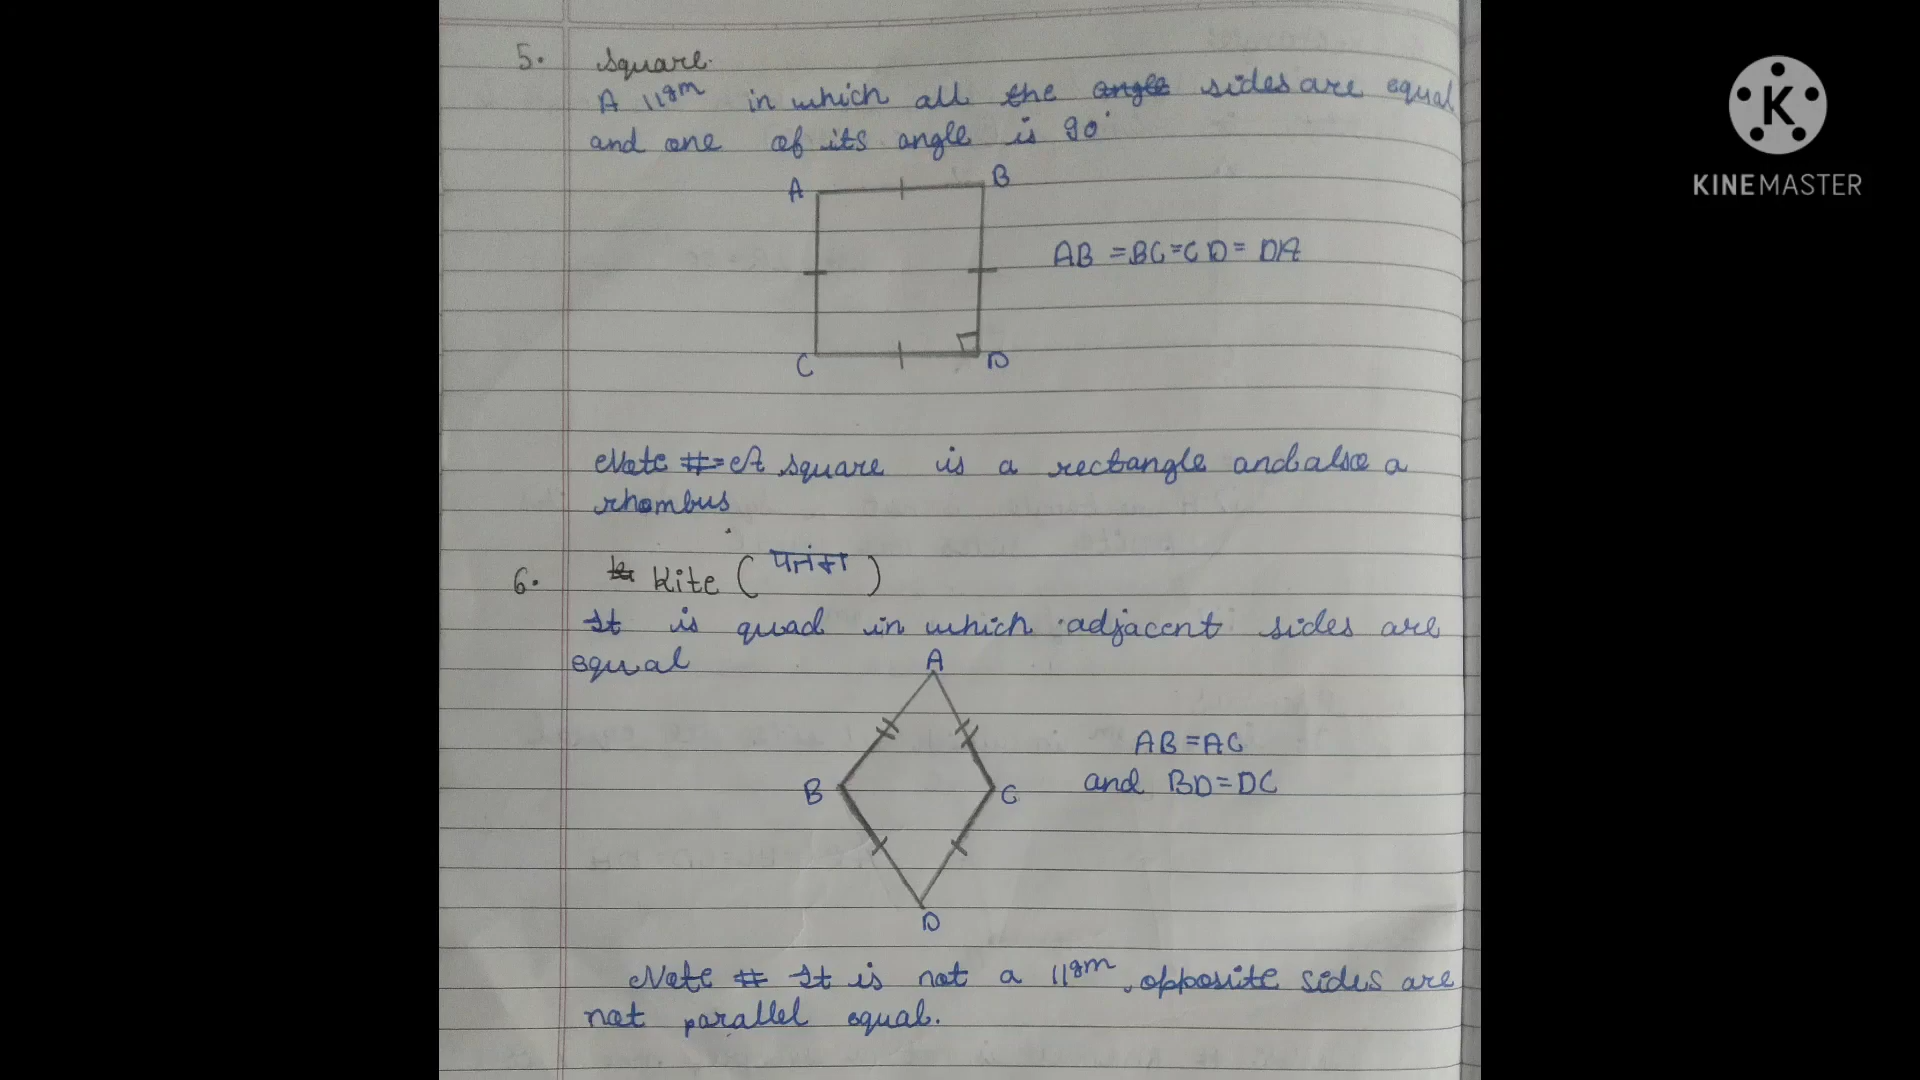 5. Square.
A ||gm in which all the angle sides are equal
and one of its angle is 90°
A B
AB = BC = CD = DA
C D
Note #= A square is a rectangle and also a
rhombus
6. Kite (पतंग)
It is quad in which adjacent sides are
equal
A
AB = AC
B C and BD = DC
D
Note # It is not a ||gm, opposite sides are
not parallel equal.
K
KINEMASTER